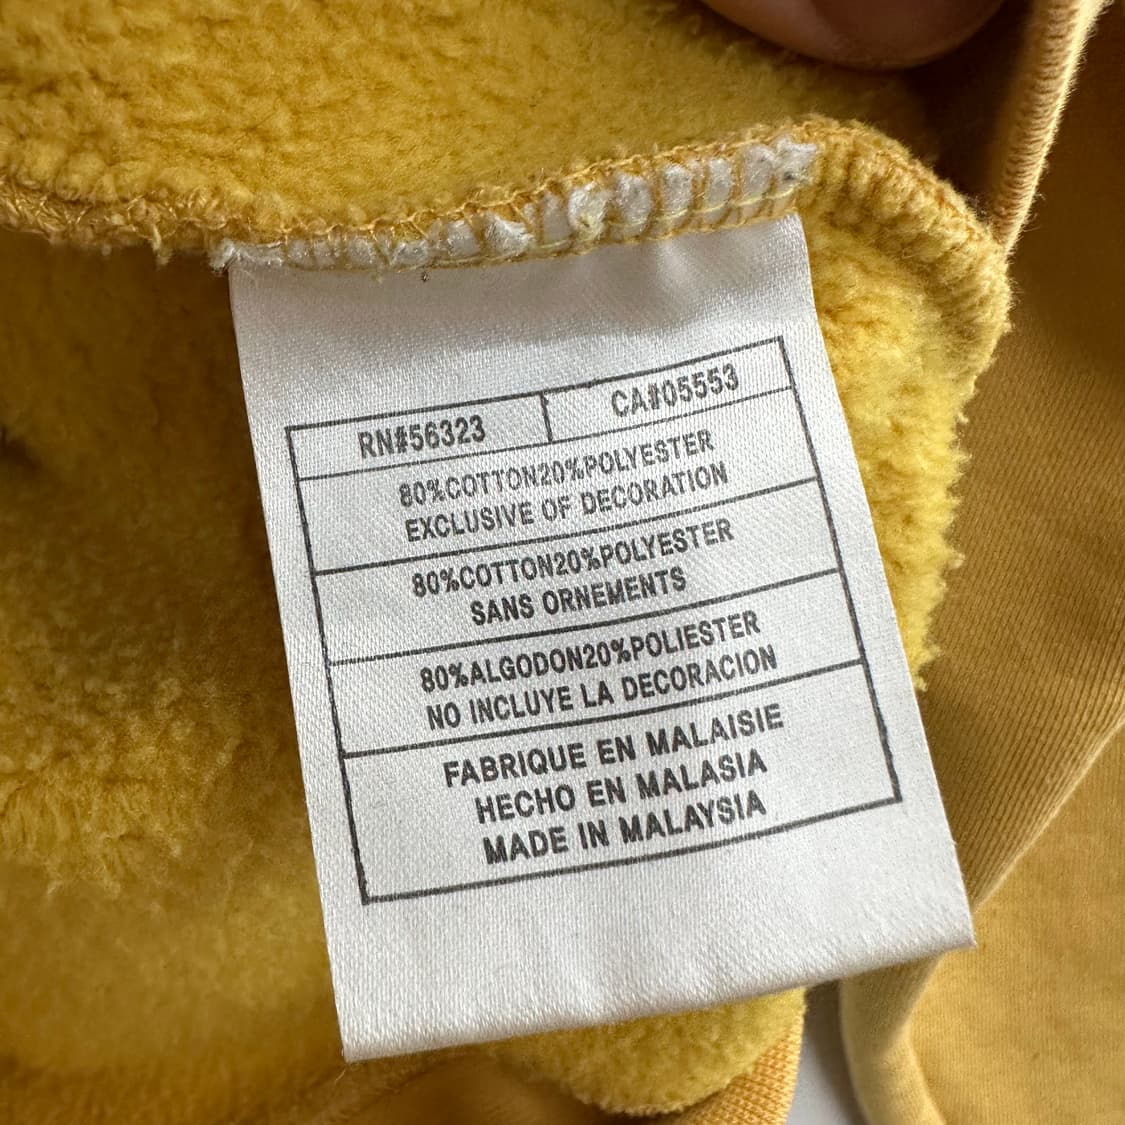 RN#56323 CA#05553
80%COTTON20%POLYESTER
EXCLUSIVE OF DECORATION
80%COTTON20%POLYESTER
SANS ORNEMENTS
80%ALGODON20%POLIESTER
NO INCLUYE LA DECORACION
FABRIQUE EN MALAISIE
HECHO EN MALASIA
MADE IN MALAYSIA